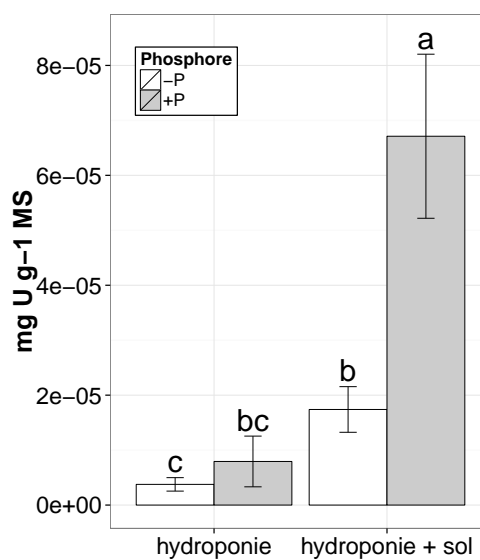 a
8e−05
Phosphore
−P
+P
6e−05
mg U g−1 MS
4e−05
b
2e−05
bc
c
0e+00
hydroponie
hydroponie + sol